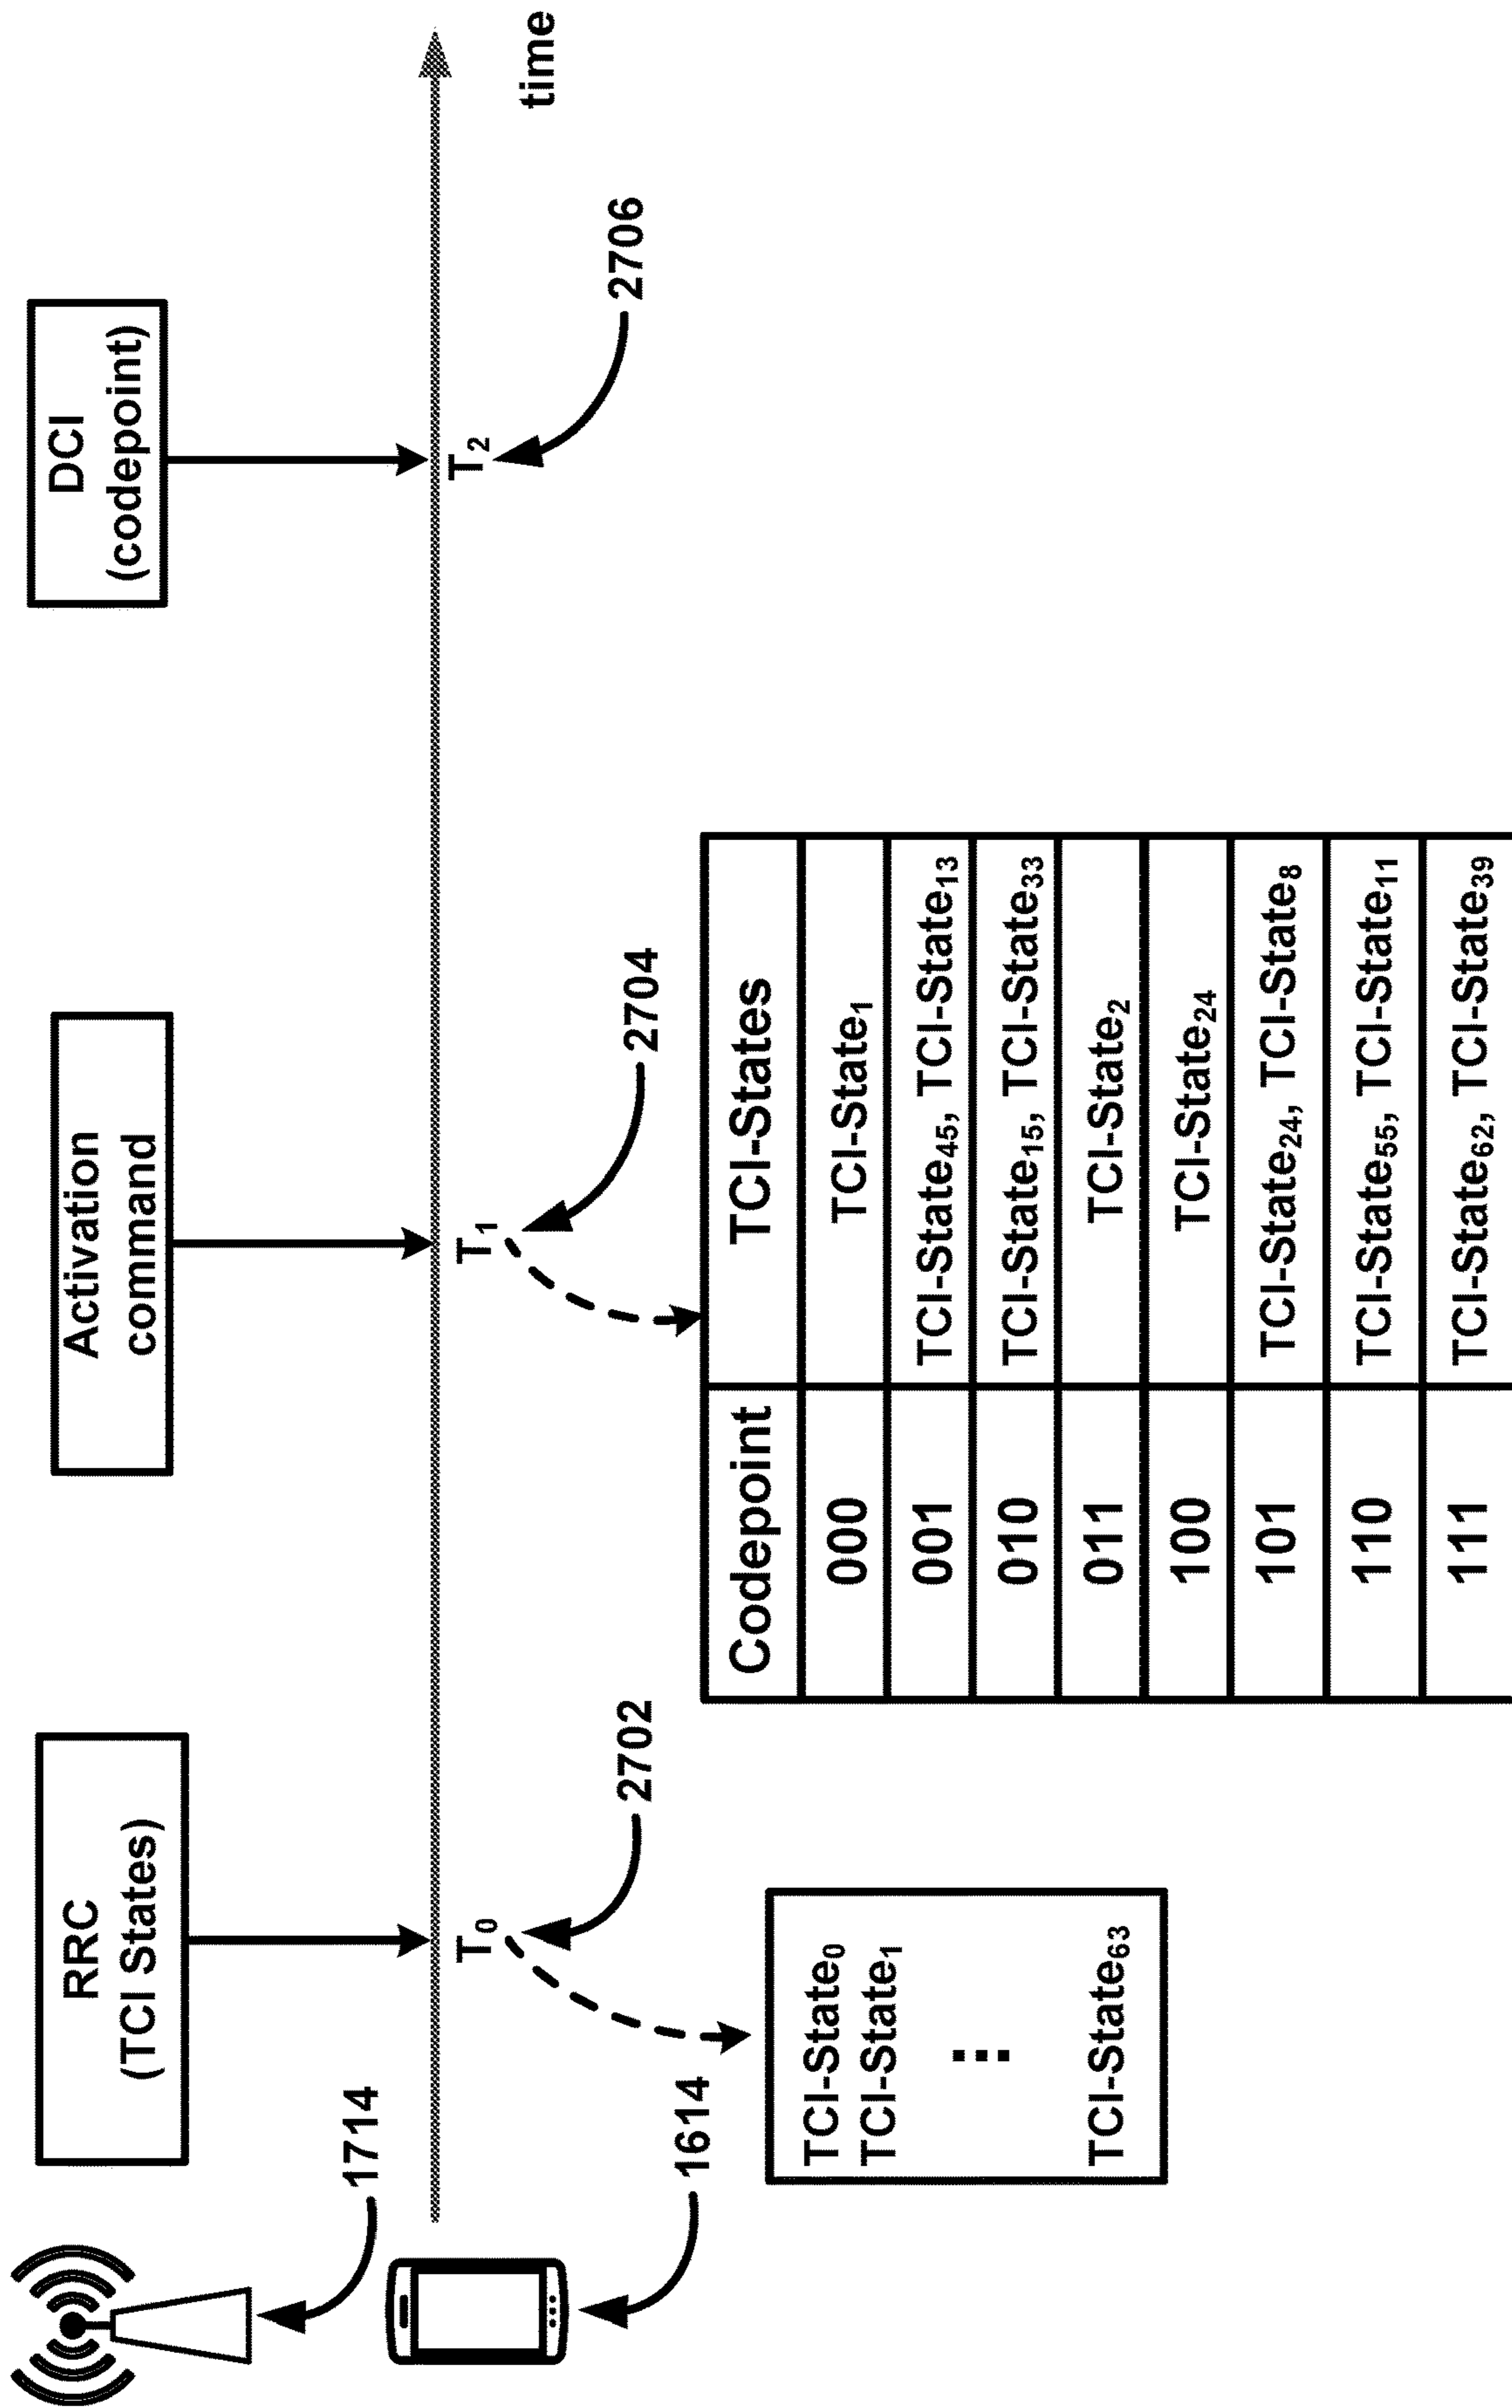 1714
1614
RRC
(TCI States)
Activation
command
DCI
(codepoint)
T0
T1
T2
time
2702
2704
2706
TCI-State0
TCI-State1
⋮
TCI-State63
Codepoint TCI-States
000 TCI-State1
001 TCI-State45, TCI-State13
010 TCI-State15, TCI-State33
011 TCI-State2
100 TCI-State24
101 TCI-State24, TCI-State8
110 TCI-State55, TCI-State11
111 TCI-State62, TCI-State39